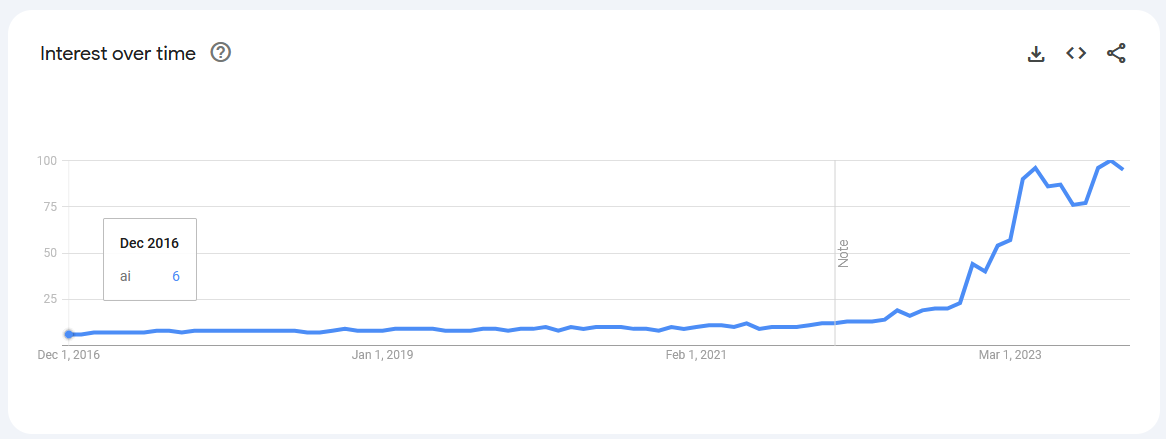 Interest over time
100
75
50
25
Dec 2016
ai 6
Note
Dec 1, 2016 Jan 1, 2019 Feb 1, 2021 Mar 1, 2023